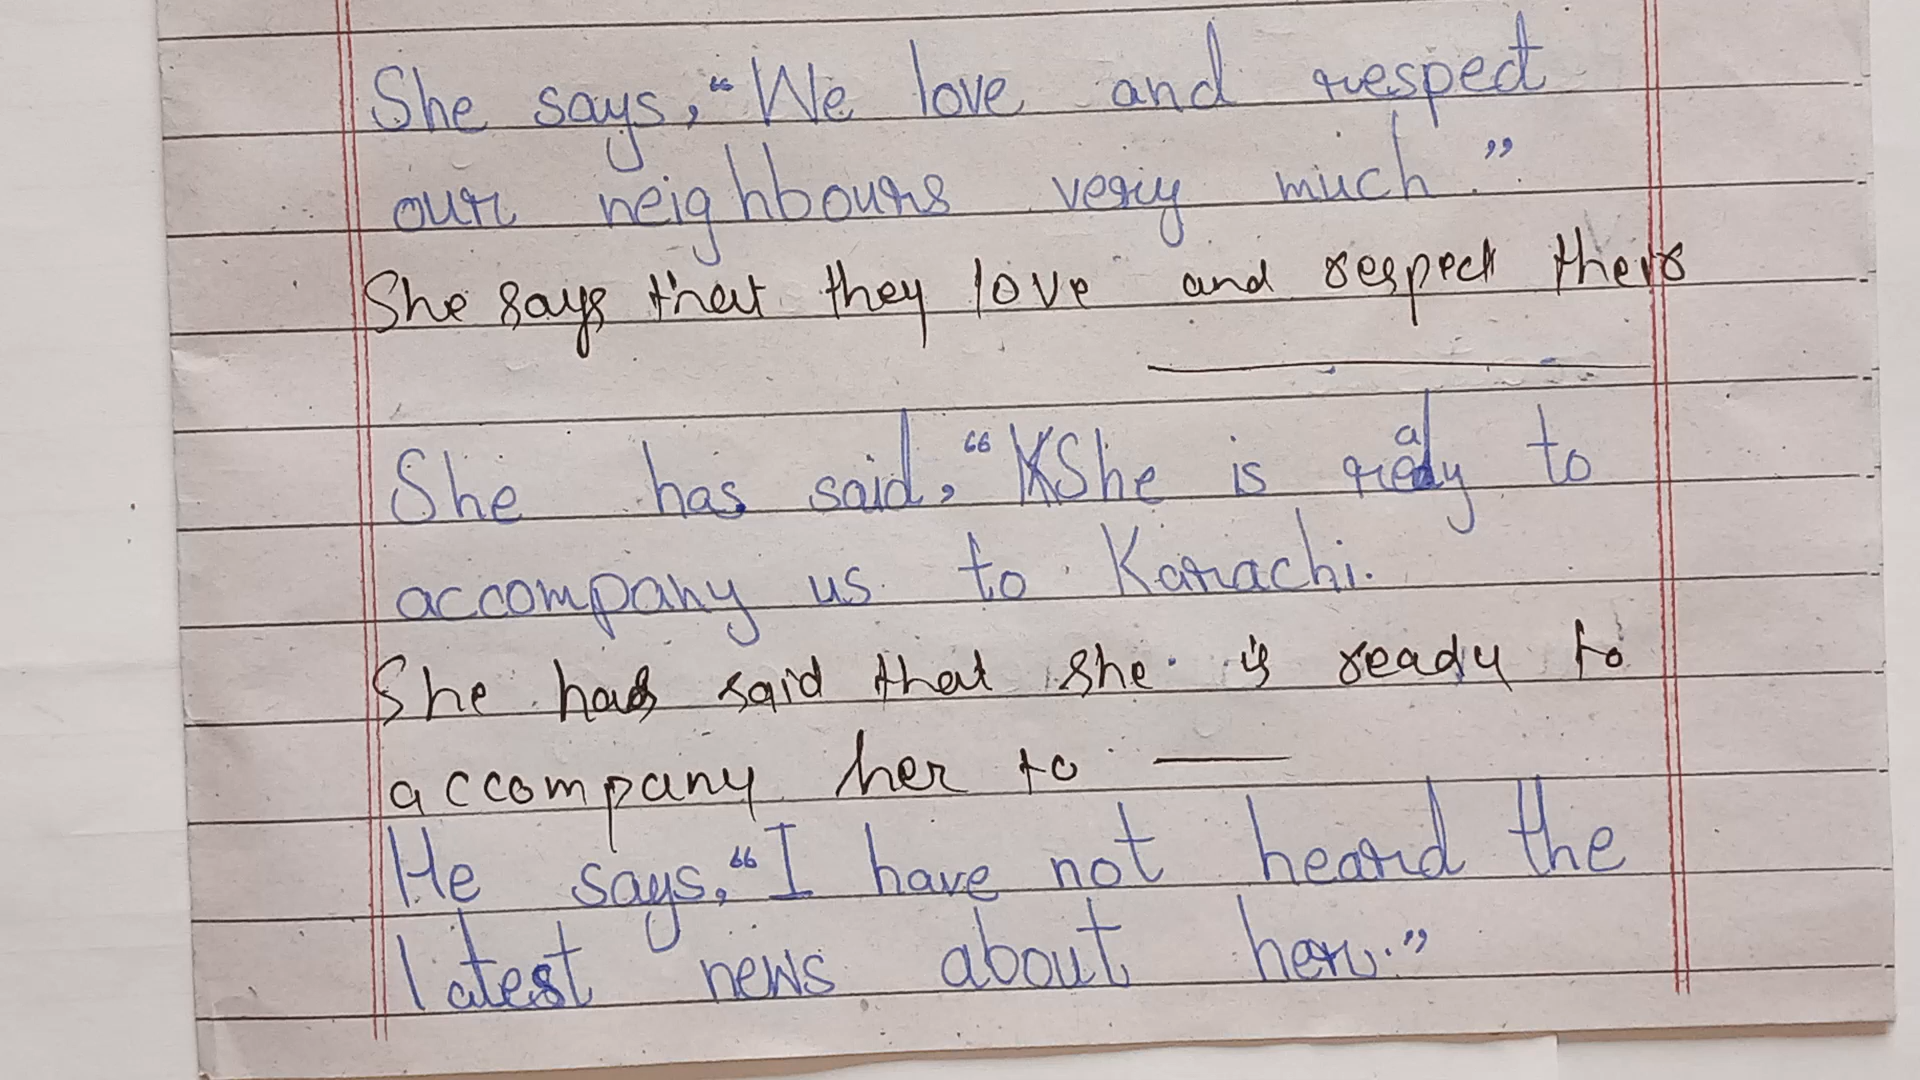 She says, "We love and respect
our neighbours very much."
She says that they love and respect their
She has said, "She is ready to
accompany us to Karachi.
She has said that she is ready to
accompany her to —
He says, "I have not heard the
latest news about her."